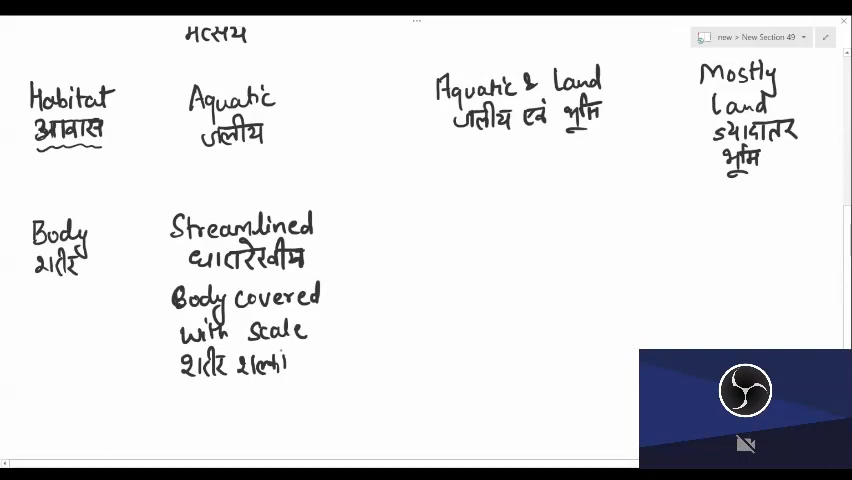 मत्सय
new > New Section 49
Habitat
आवास
Aquatic
जलीय
Aquatic & Land
जलीय एवं भूमि
Mostly
land
ज्यादातर
भूमि
Body
शरीर
Streamlined
धारारेखीय
Body covered
with scale
शरीर